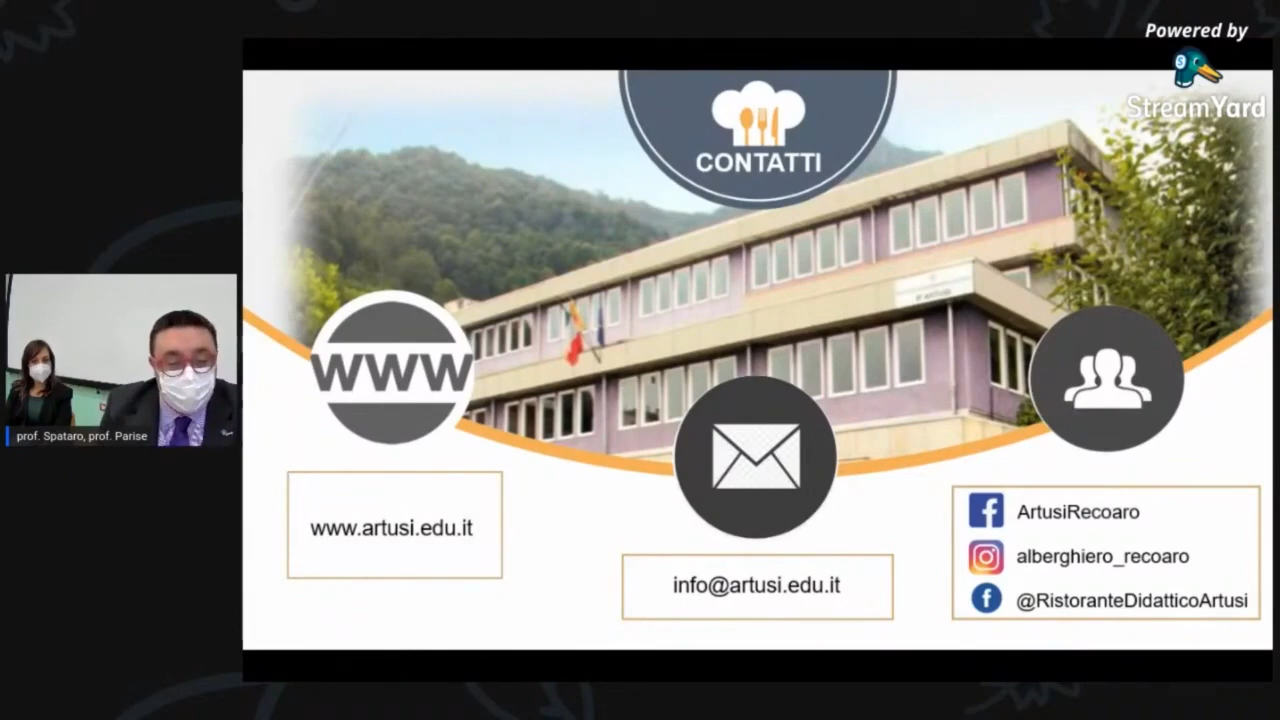 Powered by
StreamYard
CONTATTI
WWW
www.artusi.edu.it
info@artusi.edu.it
ArtusiRecoaro
alberghiero_recoaro
@RistoranteDidatticoArtusi
prof. Spataro, prof. Parise